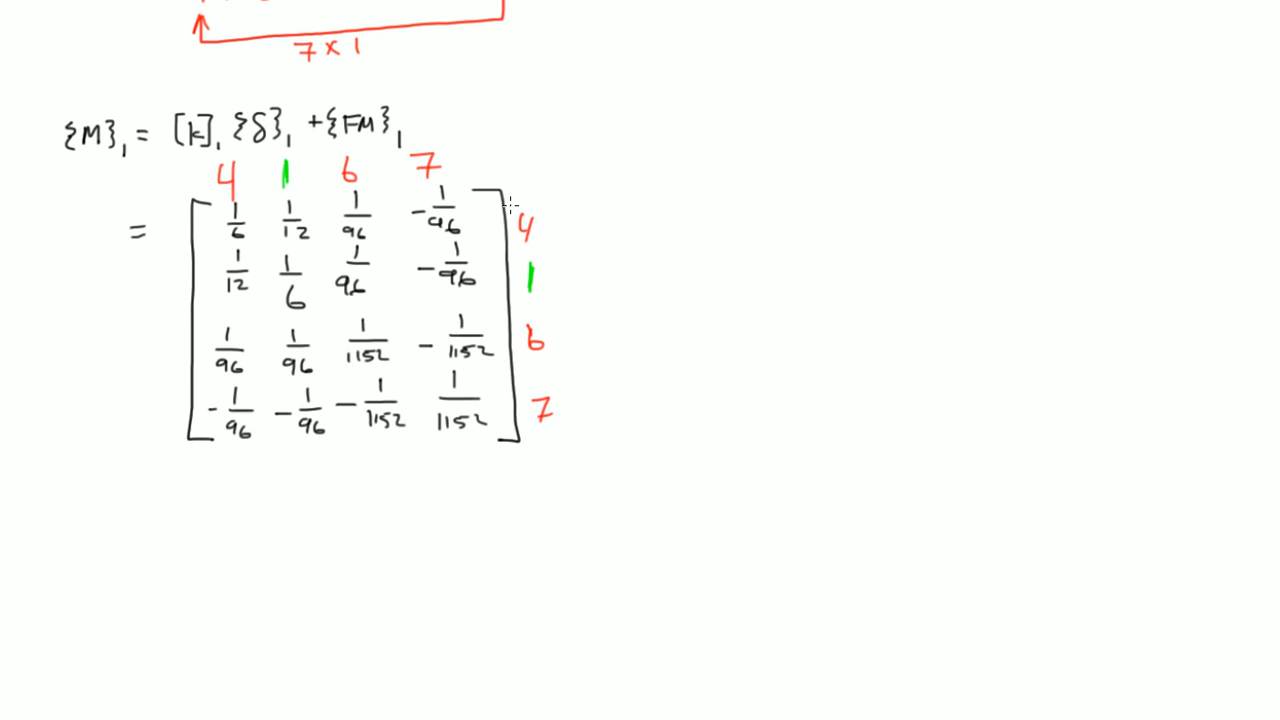 7 × 1
{M}₁ = [k]₁ {δ}₁ + {FM}₁
4 1 6 7
= [ 1/6 1/12 1/96 -1/96 ] 4
1/12 1/6 1/96 -1/96 1
1/96 1/96 1/1152 -1/1152 6
-1/96 -1/96 -1/1152 1/1152 7